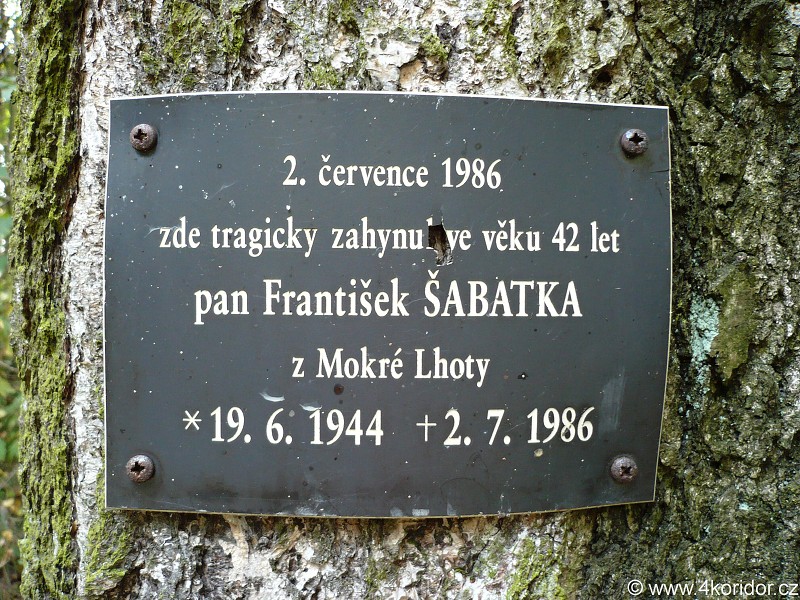 2. července 1986
zde tragicky zahynul ve věku 42 let
pan František ŠABATKA
z Mokré Lhoty
*19. 6. 1944 +2. 7. 1986
© www.4koridor.cz